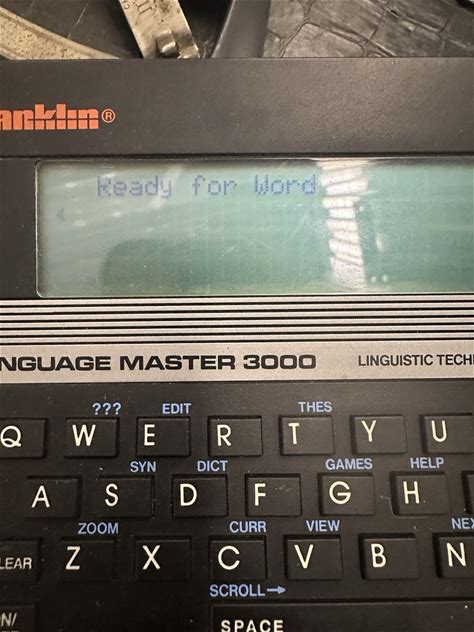 anklin®
Ready for Word
NGUAGE MASTER 3000 LINGUISTIC TECH
??? EDIT THES
Q W E R T Y U
SYN DICT GAMES HELP
A S D F G H
ZOOM CURR VIEW NE
LEAR Z X C V B N
SCROLL→
N/ SPACE